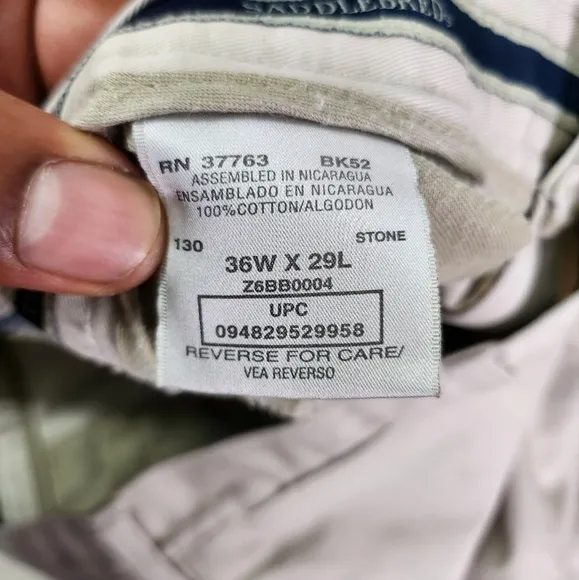 SADDLEBRED.
RN 37763 BK52
ASSEMBLED IN NICARAGUA
ENSAMBLADO EN NICARAGUA
100%COTTON/ALGODON
130 STONE
36W X 29L
Z6BB0004
UPC
094829529958
REVERSE FOR CARE/
VEA REVERSO